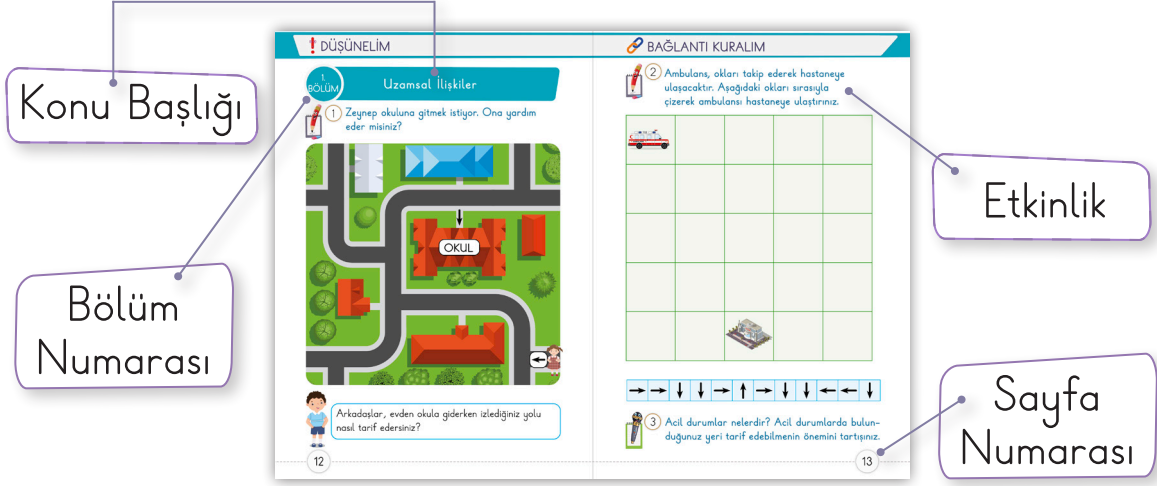 Konu Başlığı
Bölüm
Numarası
DÜŞÜNELİM
1.
BÖLÜM
Uzamsal İlişkiler
1 Zeynep okuluna gitmek istiyor. Ona yardım
eder misiniz?
OKUL
Arkadaşlar, evden okula giderken izlediğiniz yolu
nasıl tarif edersiniz?
12
BAĞLANTI KURALIM
2 Ambulans, okları takip ederek hastaneye
ulaşacaktır. Aşağıdaki okları sırasıyla
çizerek ambulansı hastaneye ulaştırınız.
3 Acil durumlar nelerdir? Acil durumlarda bulun-
duğunuz yeri tarif edebilmenin önemini tartışınız.
13
Etkinlik
Sayfa
Numarası